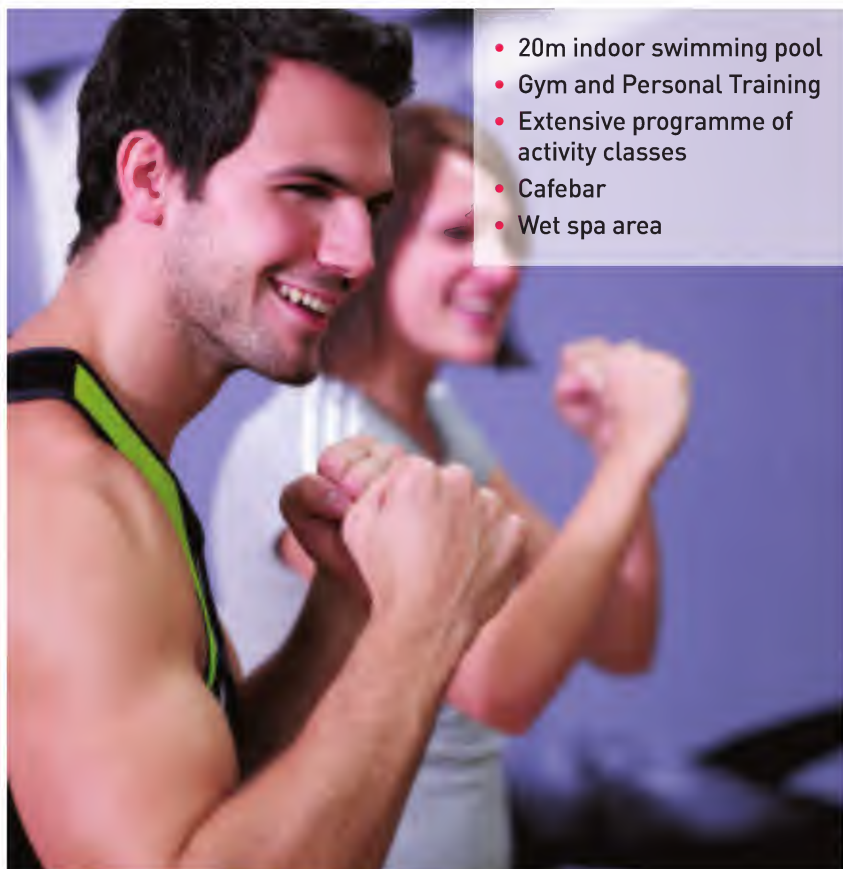 • 20m indoor swimming pool
• Gym and Personal Training
• Extensive programme of
activity classes
• Cafebar
• Wet spa area